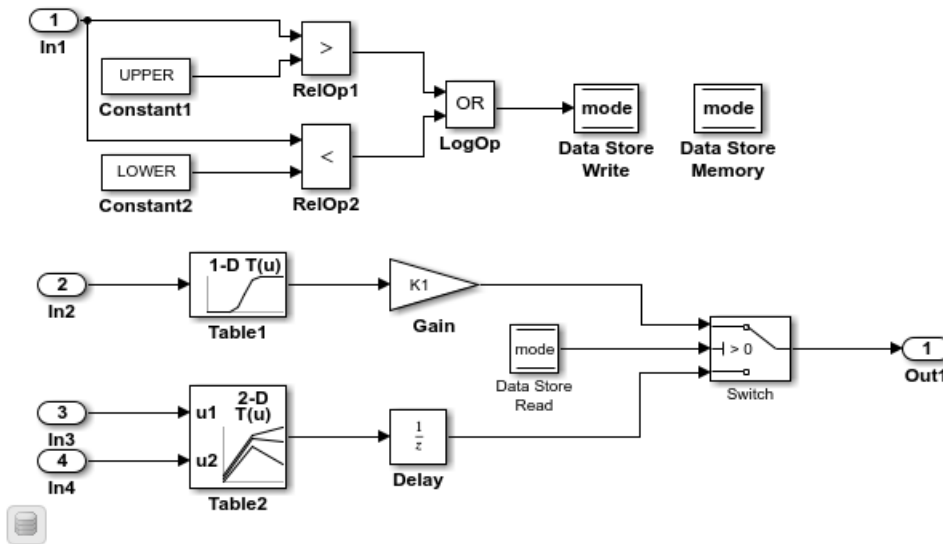 1
In1
UPPER
Constant1
>
RelOp1
LOWER
Constant2
<
RelOp2
OR
LogOp
mode
Data Store
Write
mode
Data Store
Memory
2
In2
1-D T(u)
Table1
K1
Gain
mode
Data Store
Read
> 0
Switch
1
Out1
3
In3
4
In4
u1
u2
2-D
T(u)
Table2
1
z
Delay